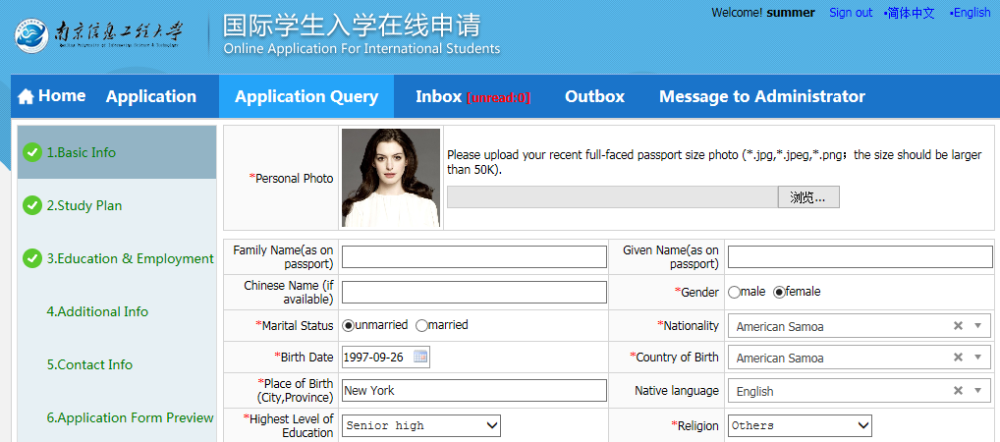 Welcome! summer Sign out ▪简体中文 ▪English
南京信息工程大学
国际学生入学在线申请
Online Application For International Students
Home Application Application Query Inbox [unread:0] Outbox Message to Administrator
1.Basic Info
2.Study Plan
3.Education & Employment
4.Additional Info
5.Contact Info
6.Application Form Preview
*Personal Photo
Please upload your recent full-faced passport size photo (*.jpg,*.jpeg,*.png；the size should be larger
than 50K).
浏览...
Family Name(as on
passport)
Given Name(as on
passport)
Chinese Name (if
available)
*Gender male female
*Marital Status unmarried married
*Nationality American Samoa
*Birth Date 1997-09-26
*Country of Birth American Samoa
*Place of Birth
(City,Province)
New York
Native language English
*Highest Level of
Education
Senior high
*Religion Others